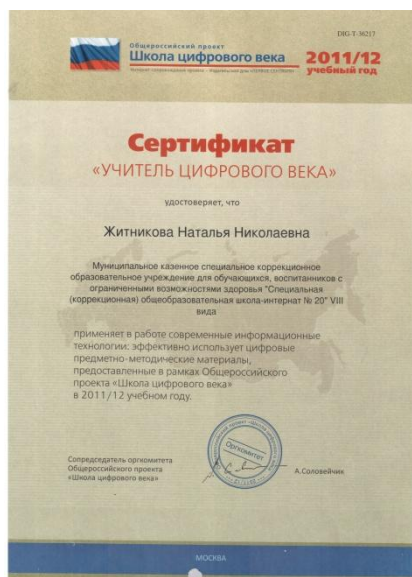 DIG-T-36217
Общероссийский проект
Школа цифрового века
2011/12
учебный год
Сертификат
«УЧИТЕЛЬ ЦИФРОВОГО ВЕКА»
удостоверяет, что
Житникова Наталья Николаевна
Муниципальное казенное специальное коррекционное
образовательное учреждение для обучающихся, воспитанников с
ограниченными возможностями здоровья "Специальная
(коррекционная) общеобразовательная школа-интернат № 20" VIII
вида
применяет в работе современные информационные
технологии: эффективно использует цифровые
предметно-методические материалы,
предоставленные в рамках Общероссийского
проекта «Школа цифрового века»
в 2011/12 учебном году.
Оргкомитет
Сопредседатель оргкомитета
Общероссийского проекта
«Школа цифрового века»
А.Соловейчик
МОСКВА